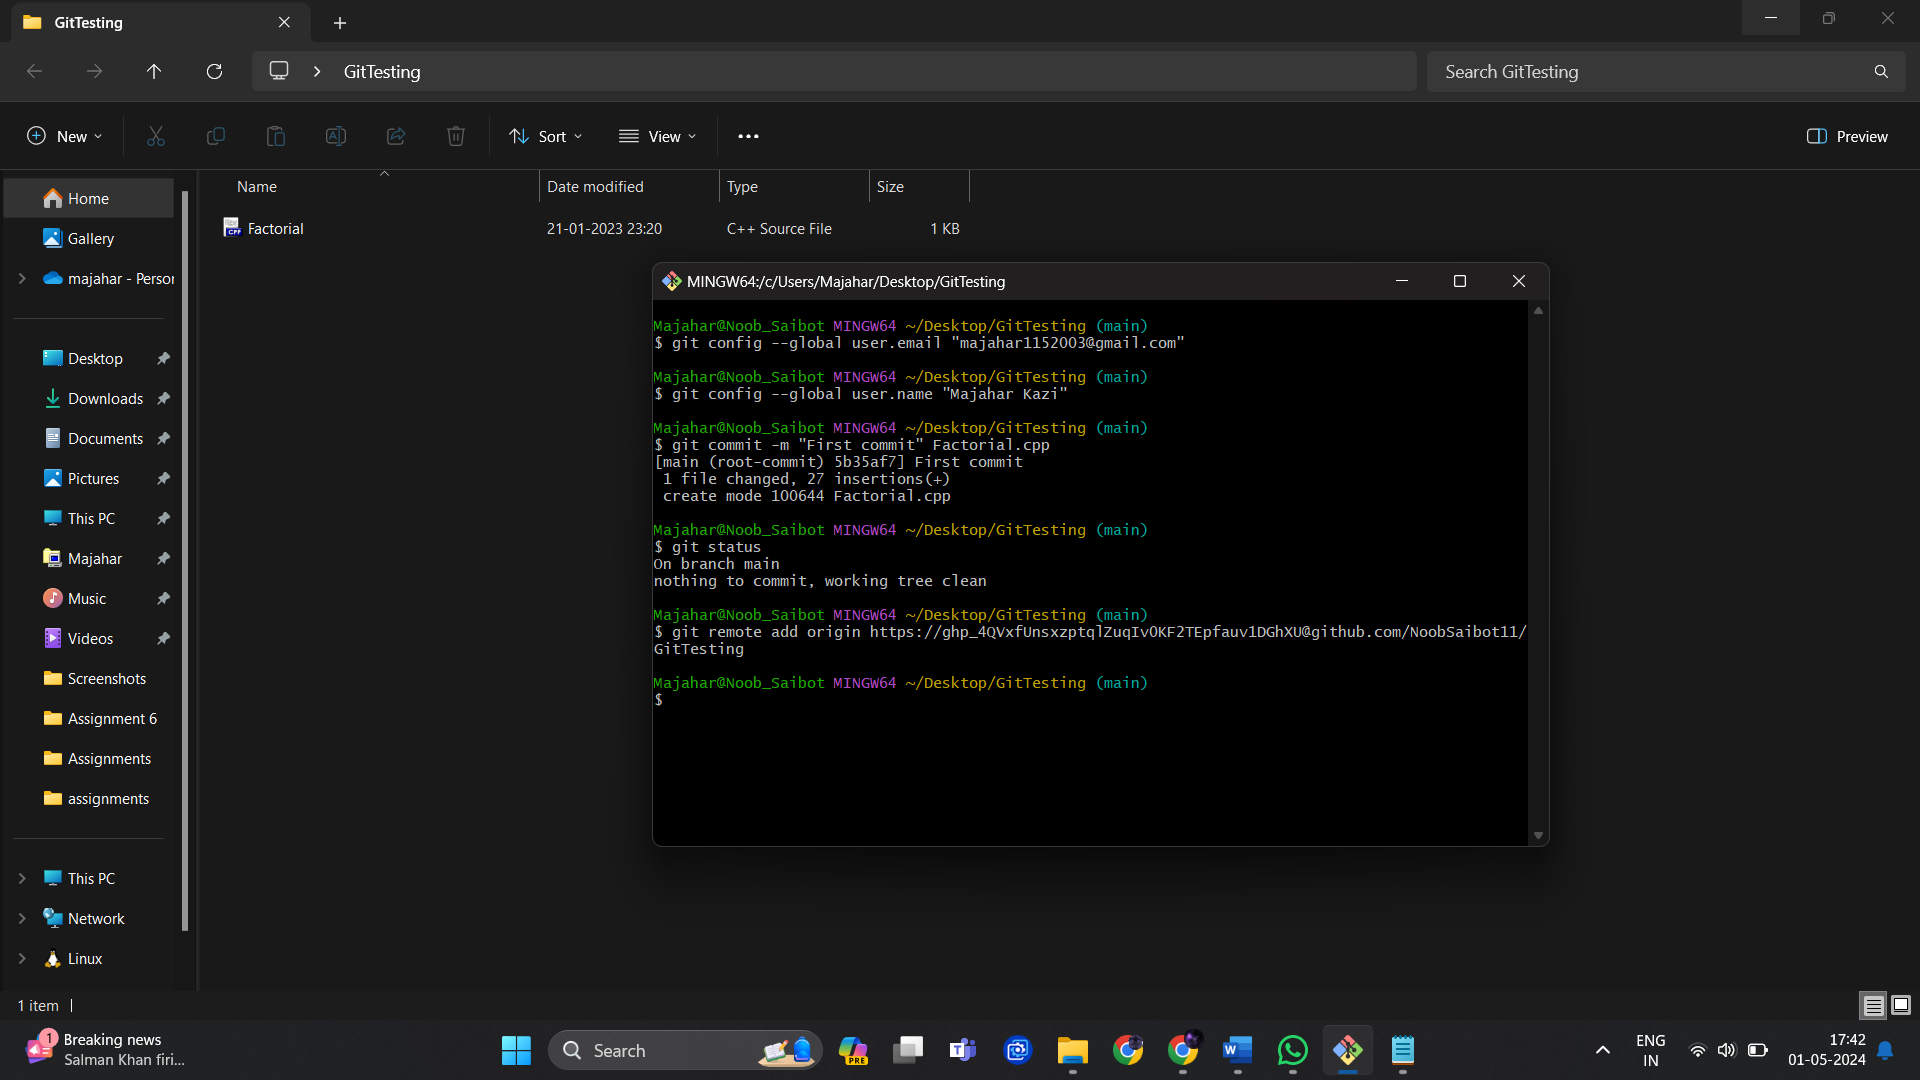 GitTesting
GitTesting
Search GitTesting
New
Sort
View
Preview
Name
Date modified
Type
Size
Home
Factorial
21-01-2023 23:20
C++ Source File
1 KB
Gallery
majahar - Persor
MINGW64:/c/Users/Majahar/Desktop/GitTesting
Majahar@Noob_Saibot MINGW64 ~/Desktop/GitTesting (main)
$ git config --global user.email "majahar1152003@gmail.com"
Majahar@Noob_Saibot MINGW64 ~/Desktop/GitTesting (main)
$ git config --global user.name "Majahar Kazi"
Majahar@Noob_Saibot MINGW64 ~/Desktop/GitTesting (main)
$ git commit -m "First commit" Factorial.cpp
[main (root-commit) 5b35af7] First commit
1 file changed, 27 insertions(+)
create mode 100644 Factorial.cpp
Majahar@Noob_Saibot MINGW64 ~/Desktop/GitTesting (main)
$ git status
On branch main
nothing to commit, working tree clean
Majahar@Noob_Saibot MINGW64 ~/Desktop/GitTesting (main)
$ git remote add origin https://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@github.com/NoobSaibot11/
GitTesting
Majahar@Noob_Saibot MINGW64 ~/Desktop/GitTesting (main)
$
Desktop
Downloads
Documents
Pictures
This PC
Majahar
Music
Videos
Screenshots
Assignment 6
Assignments
assignments
This PC
Network
Linux
1 item
1
Breaking news
Salman Khan firi...
Search
PRE
ENG
IN
17:42
01-05-2024